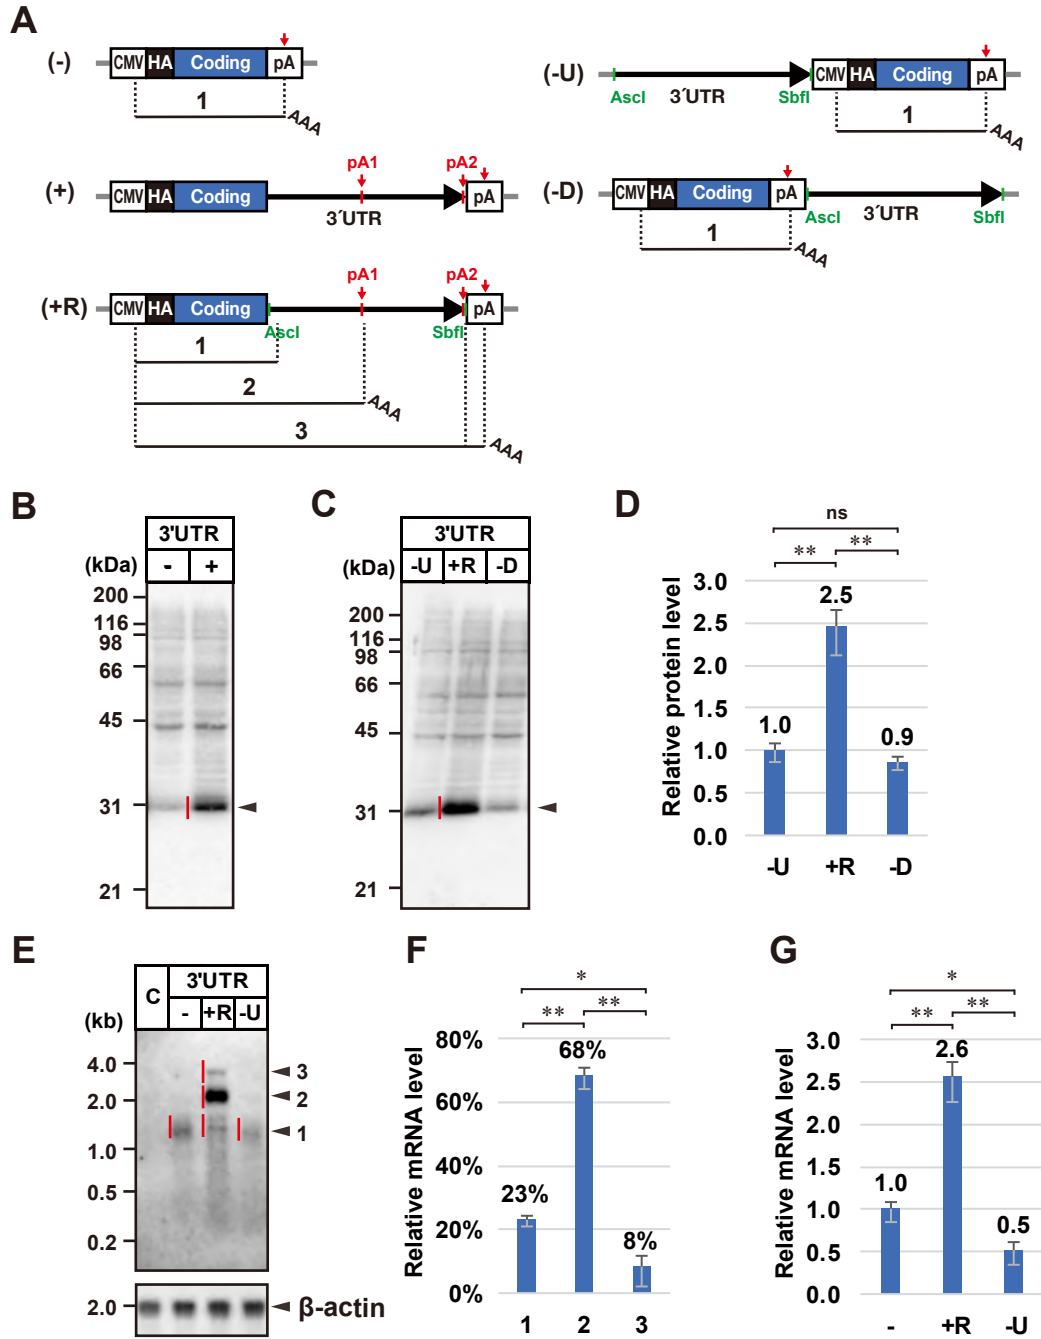 A
(-)
CMV HA Coding pA
1
AAA
(-U)
AscI 3´UTR SbfI CMV HA Coding pA
1
AAA
(+)
pA1 pA2
CMV HA Coding pA
3´UTR
(-D)
CMV HA Coding pA
AscI 3´UTR SbfI
1
AAA
(+R)
pA1 pA2
CMV HA Coding pA
AscI SbfI
1
2
AAA
3
AAA
B
3'UTR
(kDa) - +
200
116
98
66
45
31
21
C
3'UTR
(kDa) -U +R -D
200
116
98
66
45
31
21
D
ns
** **
Relative protein level
3.0
2.5
2.0
1.5
1.0
0.5
0.0
1.0
2.5
0.9
-U +R -D
E
C 3'UTR
- +R -U
(kb)
4.0
2.0
1.0
0.5
0.2
3
2
1
2.0 β-actin
F
*
** **
Relative mRNA level
80%
60%
40%
20%
0%
23%
68%
8%
1 2 3
G
*
** **
Relative mRNA level
3.0
2.5
2.0
1.5
1.0
0.5
0.0
1.0
2.6
0.5
- +R -U